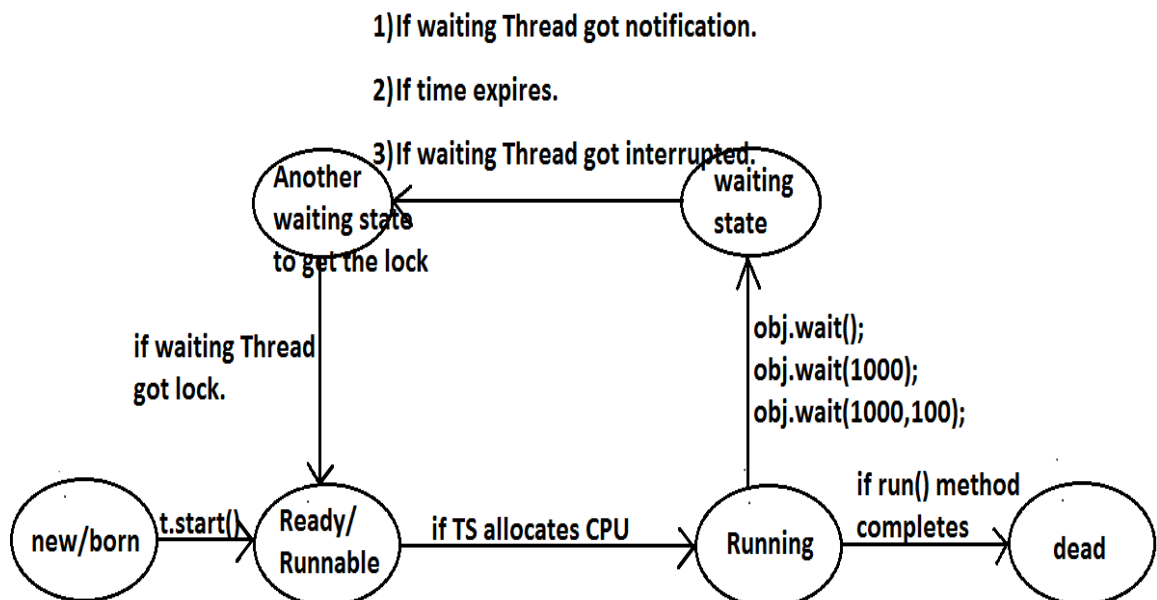 1)If waiting Thread got notification.
2)If time expires.
3)If waiting Thread got interrupted.
Another
waiting state
to get the lock
waiting
state
if waiting Thread
got lock.
obj.wait();
obj.wait(1000);
obj.wait(1000,100);
new/born
t.start()
Ready/
Runnable
if TS allocates CPU
Running
if run() method
completes
dead